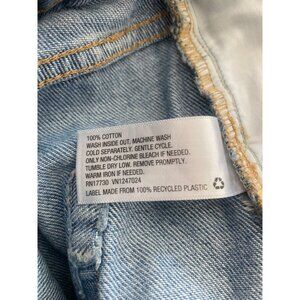 100% COTTON
WASH INSIDE OUT. MACHINE WASH
COLD SEPARATELY. GENTLE CYCLE.
ONLY NON-CHLORINE BLEACH IF NEEDED.
TUMBLE DRY LOW. REMOVE PROMPTLY.
WARM IRON IF NEEDED.
RN17730 VN1247024
LABEL MADE FROM 100% RECYCLED PLASTIC